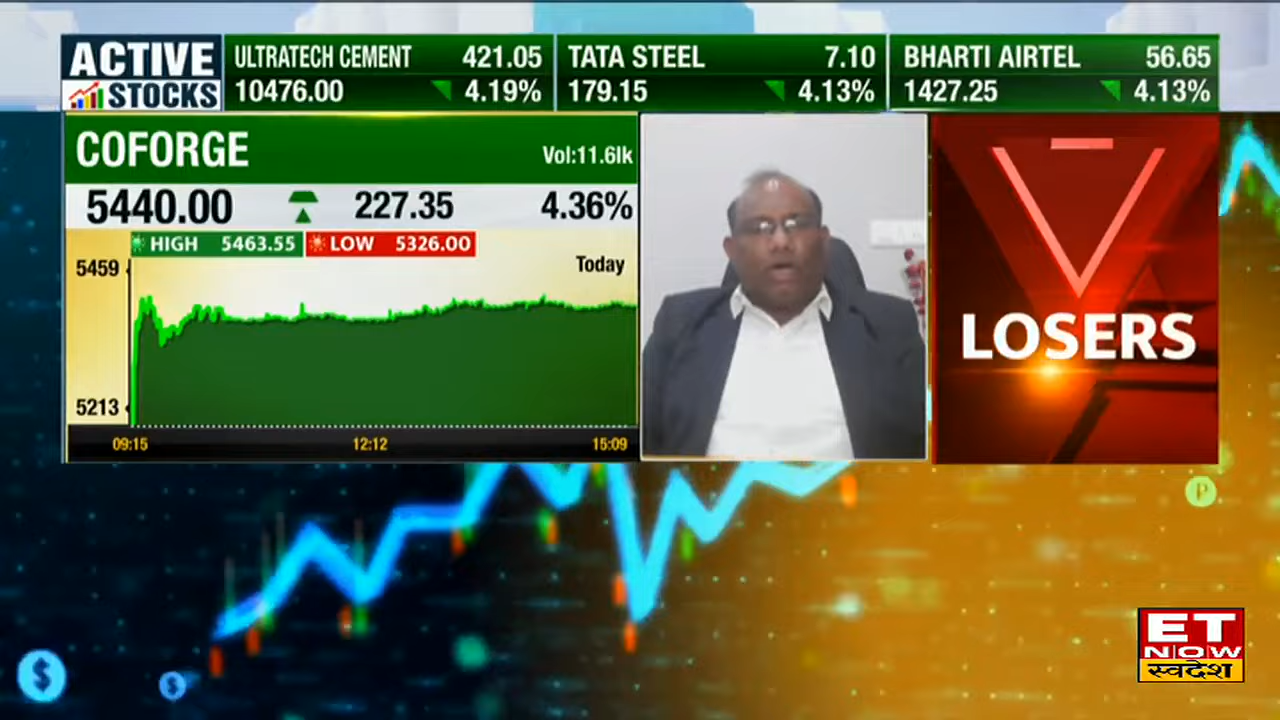 ACTIVE STOCKS
ULTRATECH CEMENT 421.05
10476.00 4.19%
TATA STEEL 7.10
179.15 4.13%
BHARTI AIRTEL 56.65
1427.25 4.13%
COFORGE Vol:11.6lk
5440.00 227.35 4.36%
HIGH 5463.55 LOW 5326.00
5459 Today
5213
09:15 12:12 15:09
LOSERS
$
$
P
ET
NOW
स्वदेश